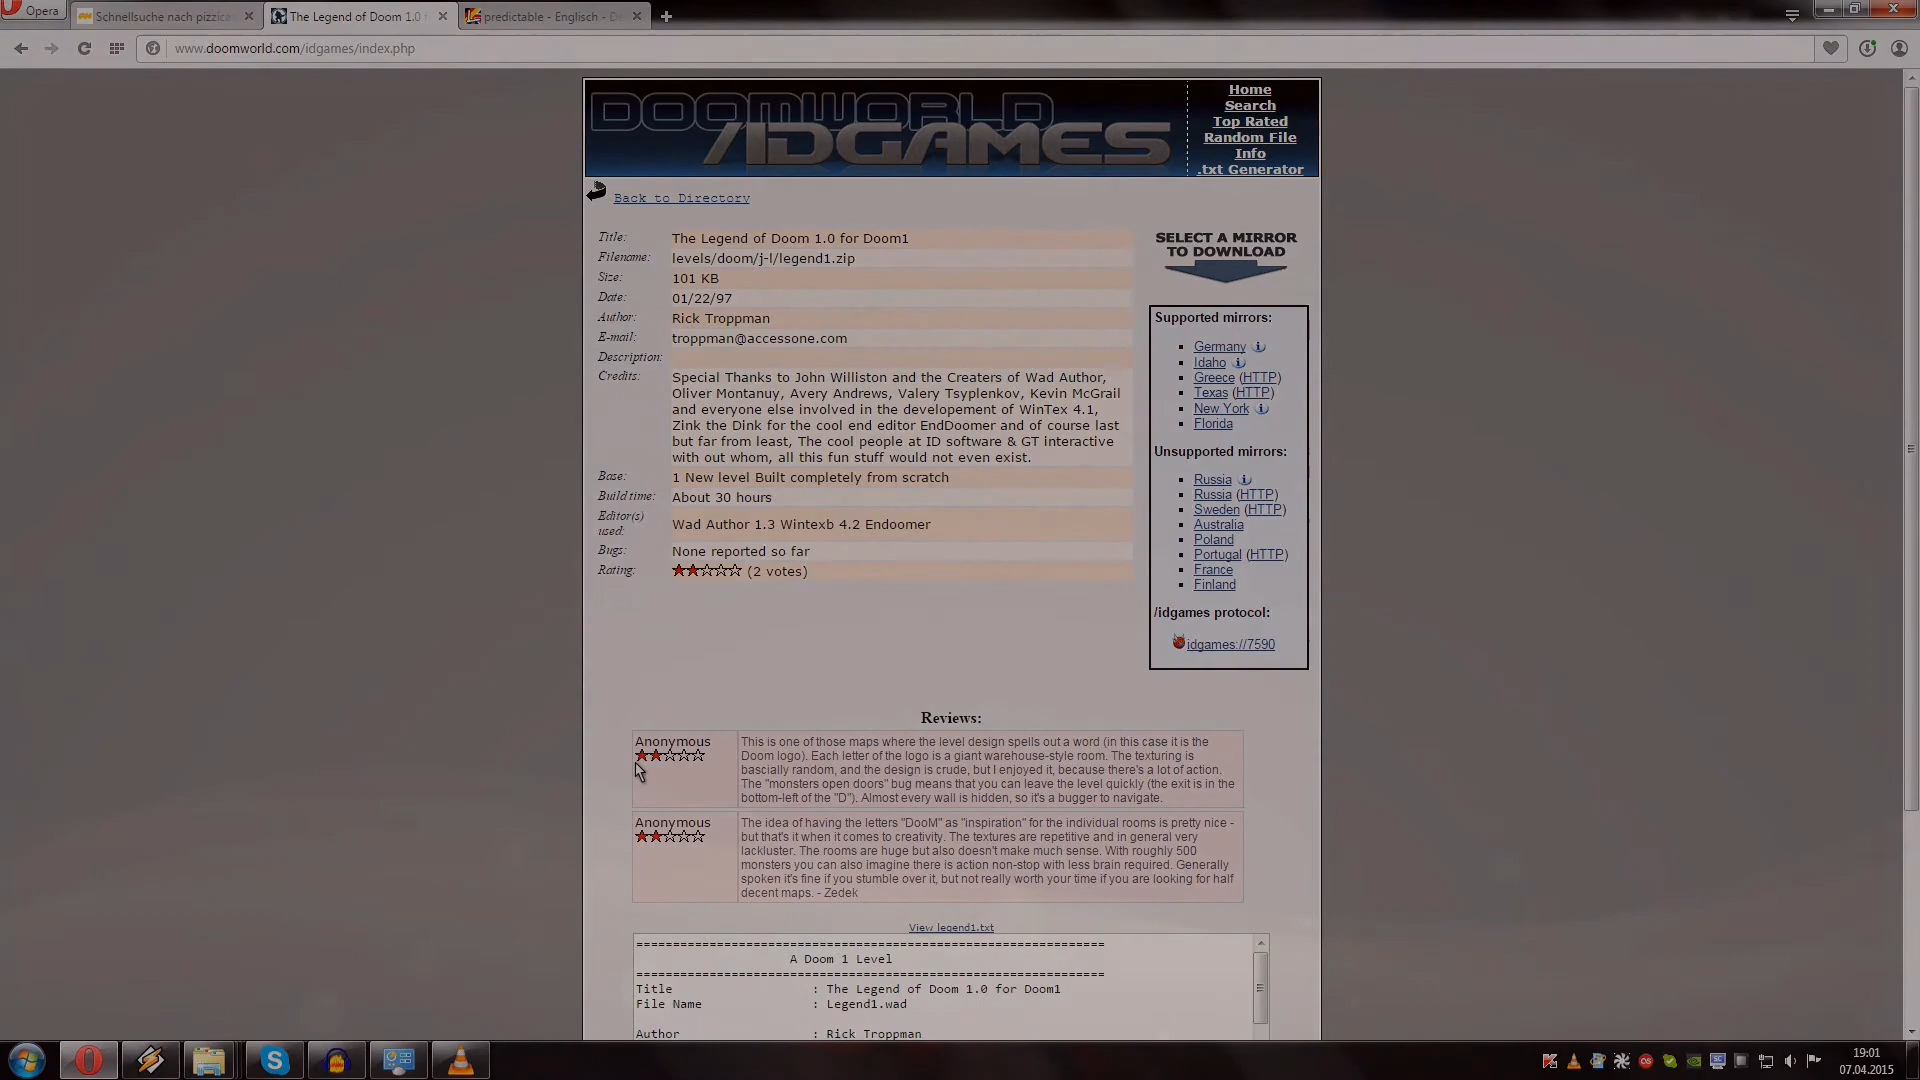 Opera
Schnellsuche nach pizzica
The Legend of Doom 1.0 f
predictable - Englisch - De
www.doomworld.com/idgames/index.php
DOOMWORLD
/IDGAMES
Home
Search
Top Rated
Random File
Info
.txt Generator
Back to Directory
Title: The Legend of Doom 1.0 for Doom1
Filename: levels/doom/j-l/legend1.zip
Size: 101 KB
Date: 01/22/97
Author: Rick Troppman
E-mail: troppman@accessone.com
Description:
Credits: Special Thanks to John Williston and the Creaters of Wad Author,
Oliver Montanuy, Avery Andrews, Valery Tsyplenkov, Kevin McGrail
and everyone else involved in the developement of WinTex 4.1,
Zink the Dink for the cool end editor EndDoomer and of course last
but far from least, The cool people at ID software & GT interactive
with out whom, all this fun stuff would not even exist.
Base: 1 New level Built completely from scratch
Build time: About 30 hours
Editor(s)
used: Wad Author 1.3 Wintexb 4.2 Endoomer
Bugs: None reported so far
Rating: (2 votes)
SELECT A MIRROR
TO DOWNLOAD
Supported mirrors:
Germany
Idaho
Greece (HTTP)
Texas (HTTP)
New York
Florida
Unsupported mirrors:
Russia
Russia (HTTP)
Sweden (HTTP)
Australia
Poland
Portugal (HTTP)
France
Finland
/idgames protocol:
idgames://7590
Reviews:
Anonymous
This is one of those maps where the level design spells out a word (in this case it is the
Doom logo). Each letter of the logo is a giant warehouse-style room. The texturing is
bascially random, and the design is crude, but I enjoyed it, because there's a lot of action.
The "monsters open doors" bug means that you can leave the level quickly (the exit is in the
bottom-left of the "D"). Almost every wall is hidden, so it's a bugger to navigate.
Anonymous
The idea of having the letters "DooM" as "inspiration" for the individual rooms is pretty nice -
but that's it when it comes to creativity. The textures are repetitive and in general very
lackluster. The rooms are huge but also doesn't make much sense. With roughly 500
monsters you can also imagine there is action non-stop with less brain required. Generally
spoken it's fine if you stumble over it, but not really worth your time if you are looking for half
decent maps. - Zedek
View legend1.txt
================================================================
A Doom 1 Level
================================================================
Title : The Legend of Doom 1.0 for Doom1
File Name : Legend1.wad
Author : Rick Troppman
19:01
07.04.2015